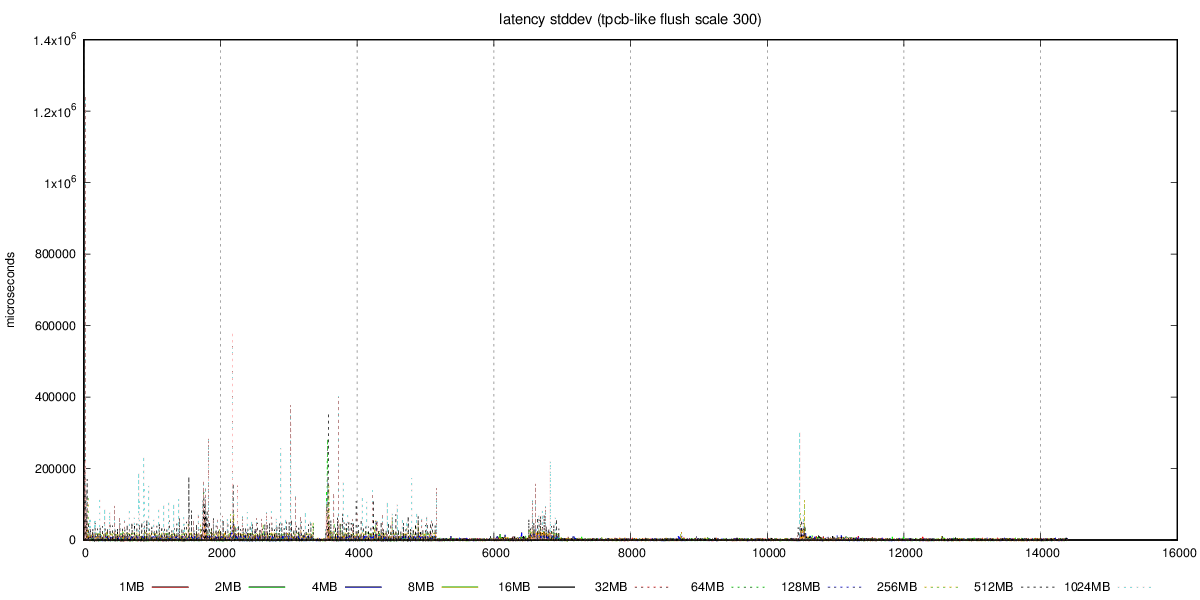 latency stddev (tpcb-like flush scale 300)
1.4x10^6
1.2x10^6
1x10^6
800000
600000
400000
200000
0
microseconds
0 2000 4000 6000 8000 10000 12000 14000 16000
1MB 2MB 4MB 8MB 16MB 32MB 64MB 128MB 256MB 512MB 1024MB